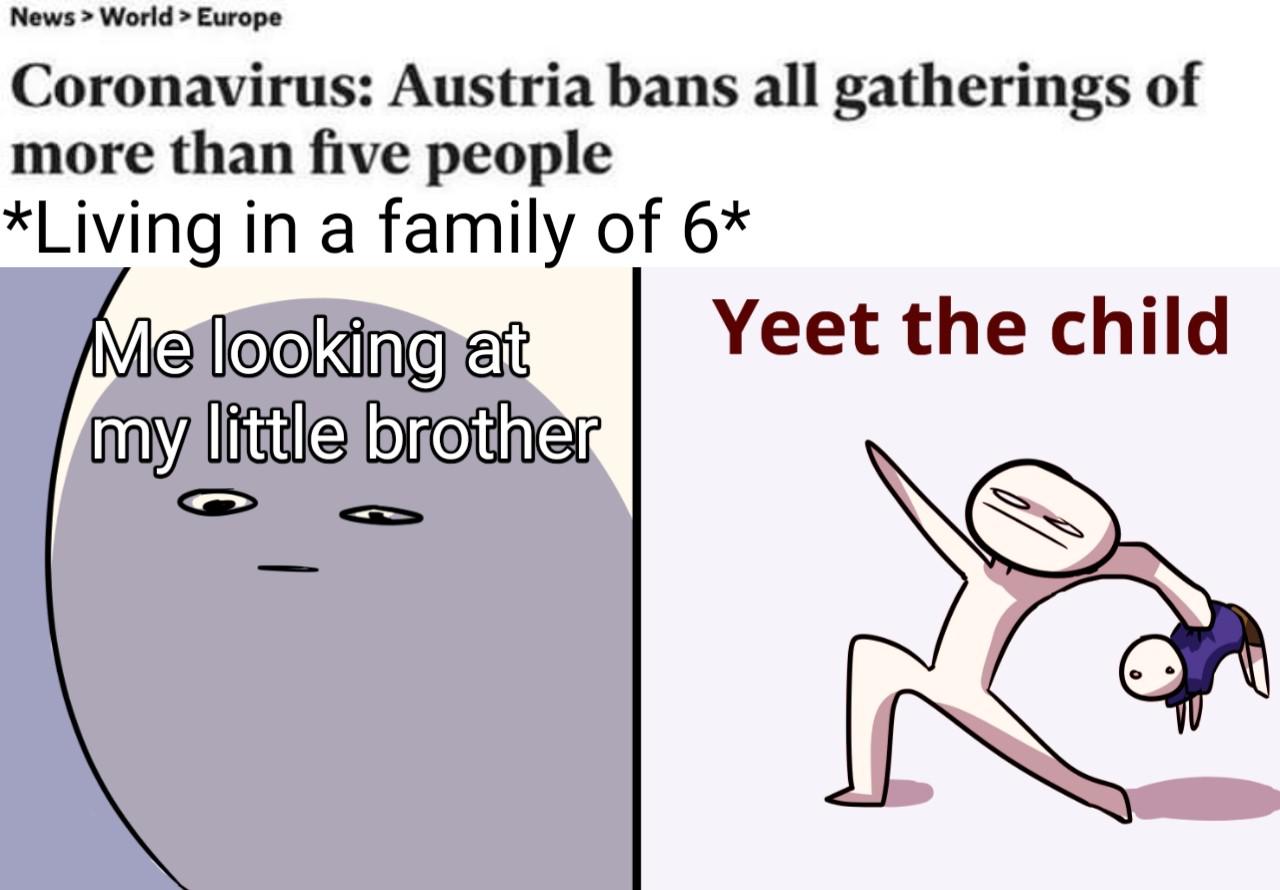 News > World > Europe
Coronavirus: Austria bans all gatherings of
more than five people
*Living in a family of 6*
Me looking at
my little brother
Yeet the child